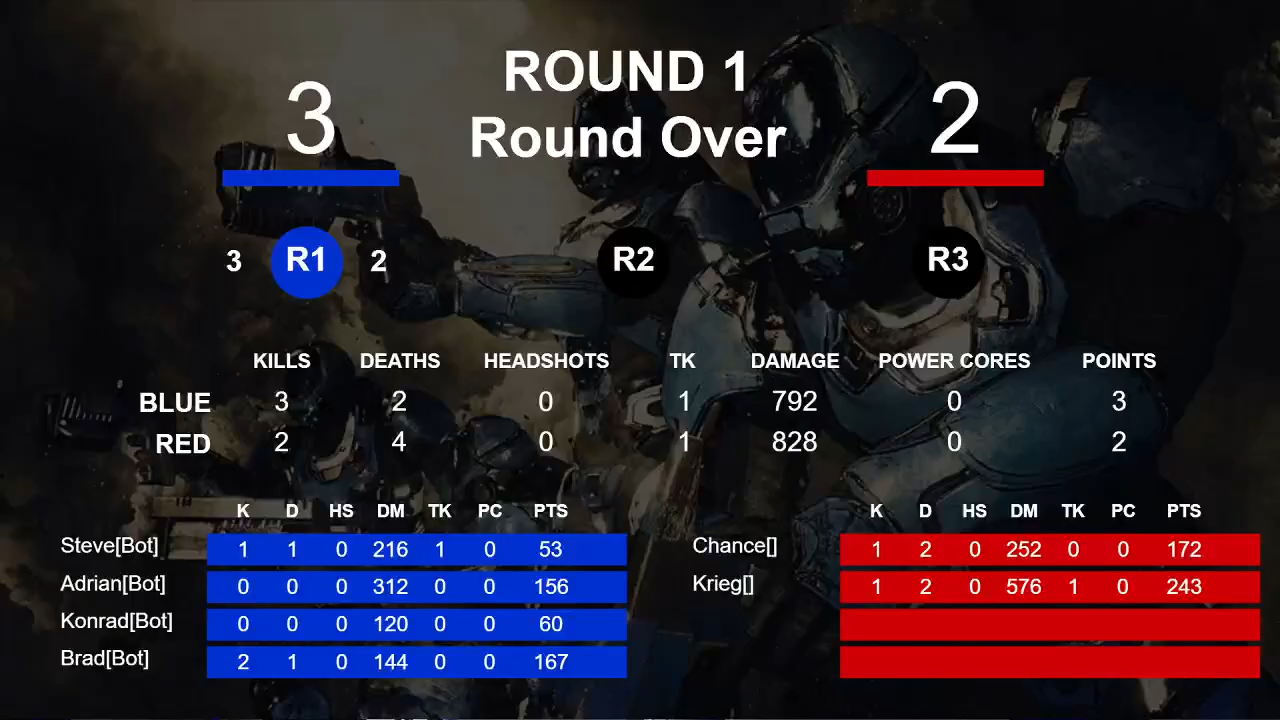 3 ROUND 1 2
Round Over
3 R1 2 R2 R3
KILLS DEATHS HEADSHOTS TK DAMAGE POWER CORES POINTS
BLUE 3 2 0 1 792 0 3
RED 2 4 0 1 828 0 2
K D HS DM TK PC PTS K D HS DM TK PC PTS
Steve[Bot] 1 1 0 216 1 0 53 Chance[] 1 2 0 252 0 0 172
Adrian[Bot] 0 0 0 312 0 0 156 Krieg[] 1 2 0 576 1 0 243
Konrad[Bot] 0 0 0 120 0 0 60
Brad[Bot] 2 1 0 144 0 0 167